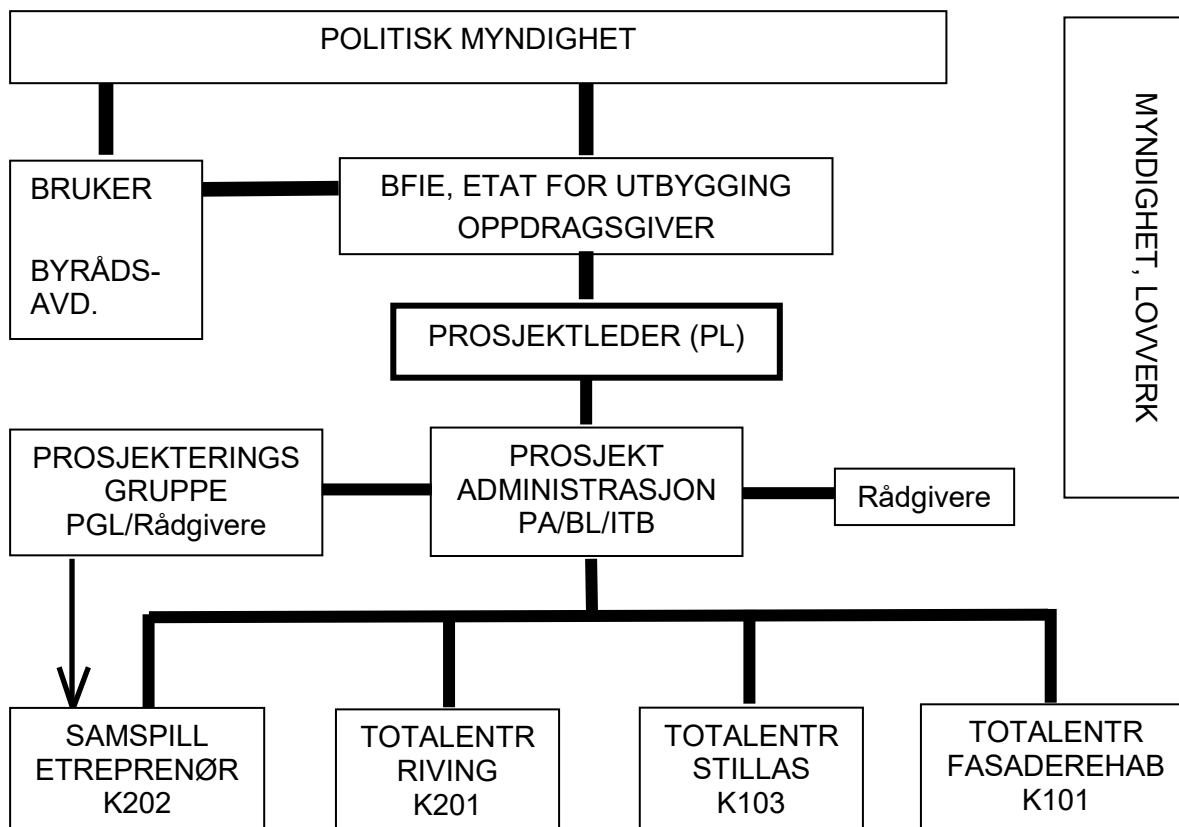 POLITISK MYNDIGHET
MYNDIGHET, LOVVERK
BRUKER
BYRÅDS-
AVD.
BFIE, ETAT FOR UTBYGGING
OPPDRAGSGIVER
PROSJEKTLEDER (PL)
PROSJEKTERINGS
GRUPPE
PGL/Rådgivere
PROSJEKT
ADMINISTRASJON
PA/BL/ITB
Rådgivere
SAMSPILL
ETREPRENØR
K202
TOTALENTR
RIVING
K201
TOTALENTR
STILLAS
K103
TOTALENTR
FASADEREHAB
K101